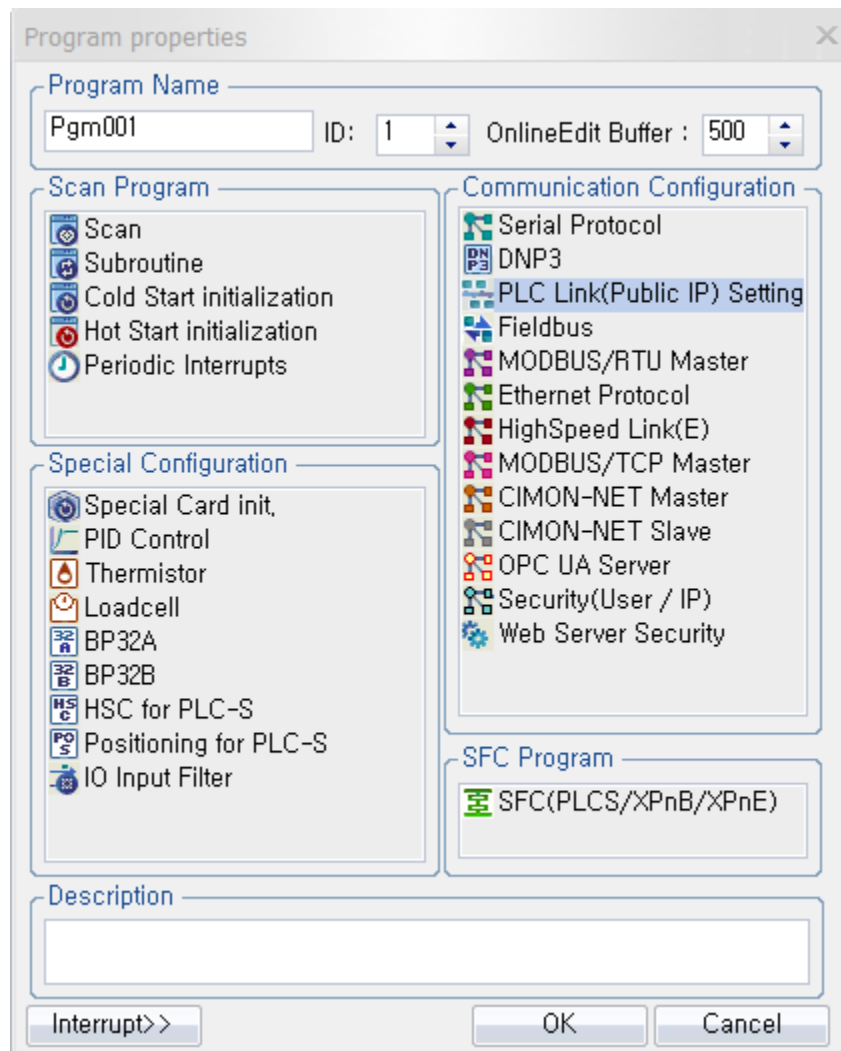 Program properties
Program Name
Pgm001
ID: 1
OnlineEdit Buffer : 500
Scan Program
Scan
Subroutine
Cold Start initialization
Hot Start initialization
Periodic Interrupts
Special Configuration
Special Card init,
PID Control
Thermistor
Loadcell
BP32A
BP32B
HSC for PLC-S
Positioning for PLC-S
IO Input Filter
Communication Configuration
Serial Protocol
DNP3
PLC Link(Public IP) Setting
Fieldbus
MODBUS/RTU Master
Ethernet Protocol
HighSpeed Link(E)
MODBUS/TCP Master
CIMON-NET Master
CIMON-NET Slave
OPC UA Server
Security(User / IP)
Web Server Security
SFC Program
SFC(PLCS/XPnB/XPnE)
Description
Interrupt>>
OK
Cancel